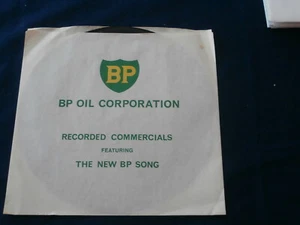 BP
BP OIL CORPORATION
RECORDED COMMERCIALS
FEATURING
THE NEW BP SONG